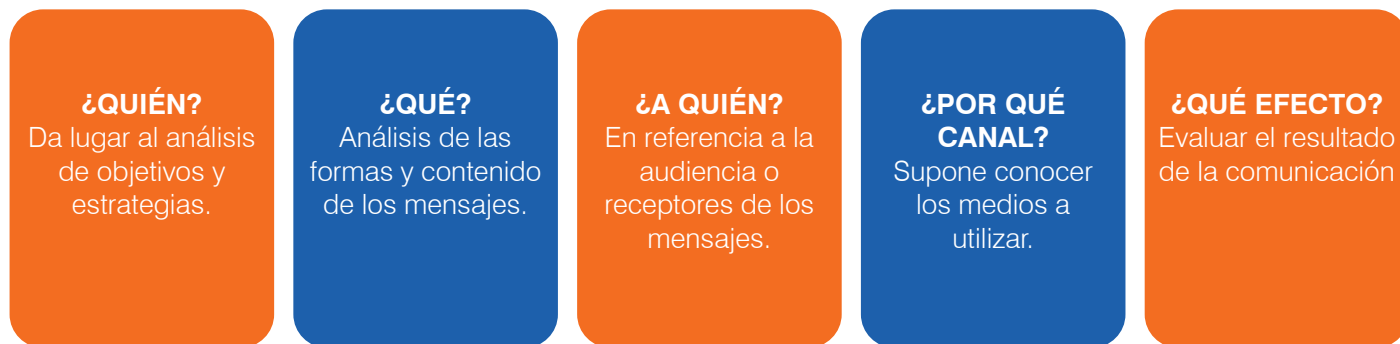 ¿QUIÉN?
Da lugar al análisis
de objetivos y
estrategias.
¿QUÉ?
Análisis de las
formas y contenido
de los mensajes.
¿A QUIÉN?
En referencia a la
audiencia o
receptores de los
mensajes.
¿POR QUÉ
CANAL?
Supone conocer
los medios a
utilizar.
¿QUÉ EFECTO?
Evaluar el resultado
de la comunicación